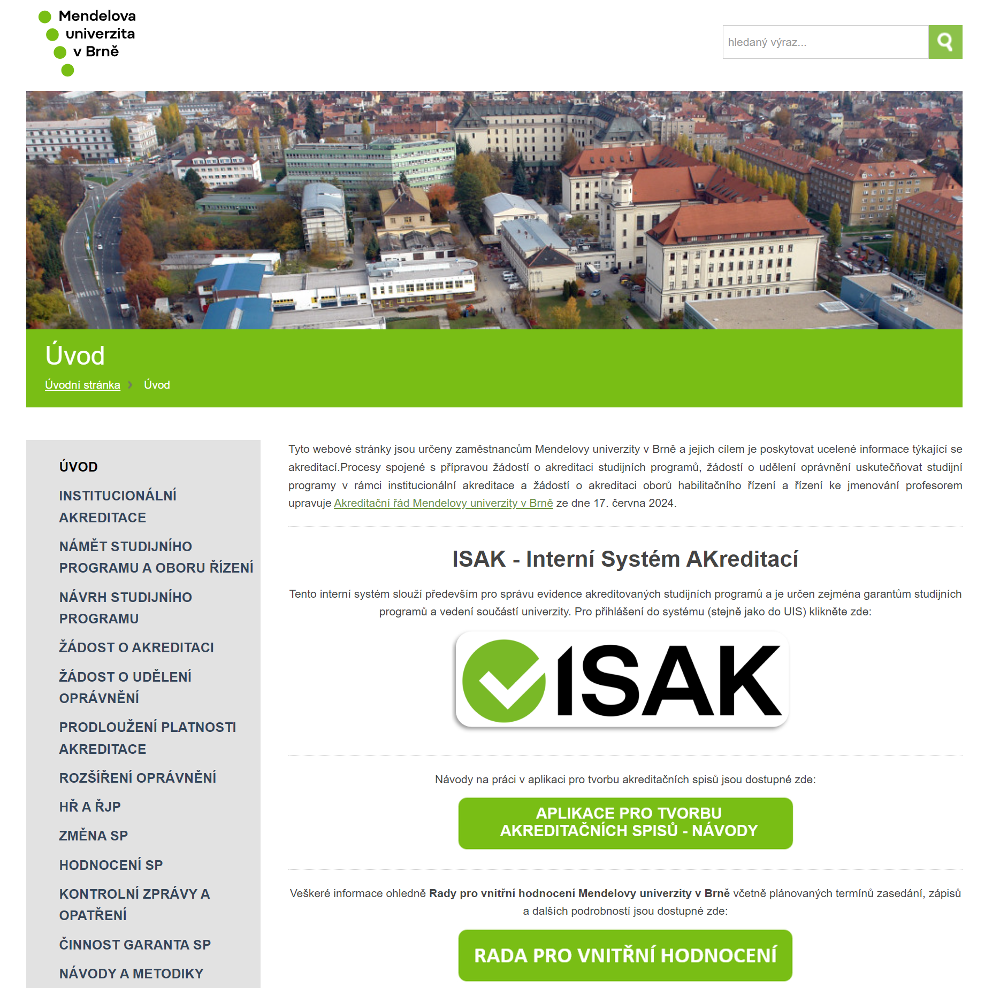 Mendelova
univerzita
v Brně
hledaný výraz...
Úvod
Úvodní stránka
Úvod
ÚVOD
INSTITUCIONÁLNÍ
AKREDITACE
NÁMĚT STUDIJNÍHO
PROGRAMU A OBORU ŘÍZENÍ
NÁVRH STUDIJNÍHO
PROGRAMU
ŽÁDOST O AKREDITACI
ŽÁDOST O UDĚLENÍ
OPRÁVNĚNÍ
PRODLOUŽENÍ PLATNOSTI
AKREDITACE
ROZŠÍŘENÍ OPRÁVNĚNÍ
HŘ A ŘJP
ZMĚNA SP
HODNOCENÍ SP
KONTROLNÍ ZPRÁVY A
OPATŘENÍ
ČINNOST GARANTA SP
NÁVODY A METODIKY
Tyto webové stránky jsou určeny zaměstnancům Mendelovy univerzity v Brně a jejich cílem je poskytovat ucelené informace týkající se
akreditací.Procesy spojené s přípravou žádostí o akreditaci studijních programů, žádostí o udělení oprávnění uskutečňovat studijní
programy v rámci institucionální akreditace a žádostí o akreditaci oborů habilitačního řízení a řízení ke jmenování profesorem
upravuje Akreditační řád Mendelovy univerzity v Brně ze dne 17. června 2024.
ISAK - Interní Systém AKreditací
Tento interní systém slouží především pro správu evidence akreditovaných studijních programů a je určen zejména garantům studijních
programů a vedení součástí univerzity. Pro přihlášení do systému (stejně jako do UIS) klikněte zde:
ISAK
Návody na práci v aplikaci pro tvorbu akreditačních spisů jsou dostupné zde:
APLIKACE PRO TVORBU
AKREDITAČNÍCH SPISŮ - NÁVODY
Veškeré informace ohledně Rady pro vnitřní hodnocení Mendelovy univerzity v Brně včetně plánovaných termínů zasedání, zápisů
a dalších podrobností jsou dostupné zde:
RADA PRO VNITŘNÍ HODNOCENÍ